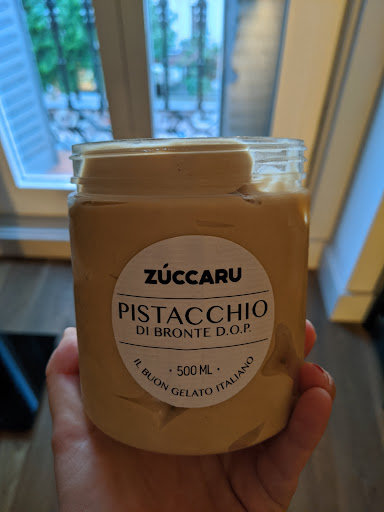 ZÚCCARU
PISTACCHIO
DI BRONTE D.O.P.
· 500 ML ·
IL BUON GELATO ITALIANO